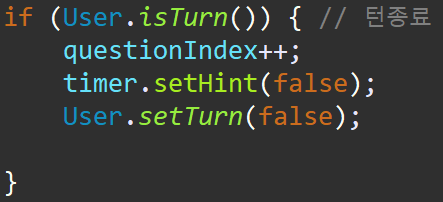 if (User.isTurn()) { // 턴종료
questionIndex++;
timer.setHint(false);
User.setTurn(false);
}